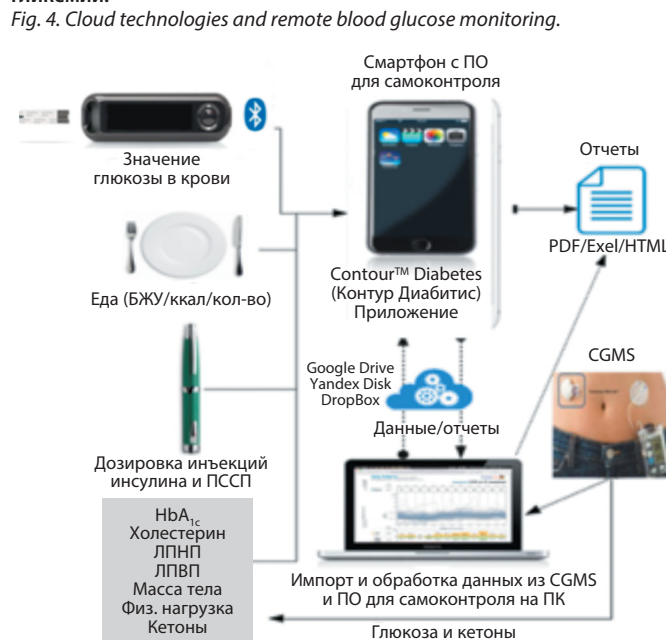 Fig. 4. Cloud technologies and remote blood glucose monitoring.
Смартфон с ПО
для самоконтроля
Значение
глюкозы в крови
Отчеты
PDF/Exel/HTML
Еда (БЖУ/ккал/кол-во)
Contour™ Diabetes
(Контур Диабитис)
Приложение
Google Drive
Yandex Disk
DropBox
CGMS
Данные/отчеты
Дозировка инъекций
инсулина и ПССП
HbA1c
Холестерин
ЛПНП
ЛПВП
Масса тела
Физ. нагрузка
Кетоны
Импорт и обработка данных из CGMS
и ПО для самоконтроля на ПК
Глюкоза и кетоны